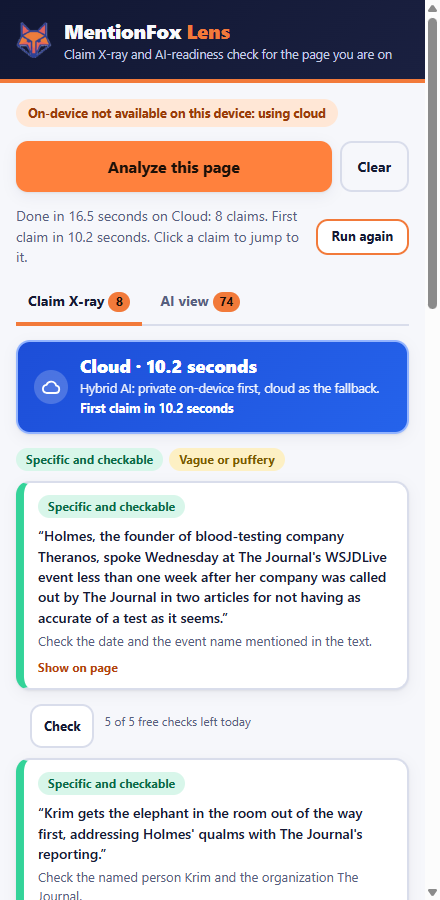 MentionFox Lens
Claim X-ray and AI-readiness check for the page you are on
On-device not available on this device: using cloud
Analyze this page
Clear
Done in 16.5 seconds on Cloud: 8 claims. First
claim in 10.2 seconds. Click a claim to jump to
it.
Run again
Claim X-ray 8
AI view 74
Cloud · 10.2 seconds
Hybrid AI: private on-device first, cloud as the fallback.
First claim in 10.2 seconds
Specific and checkable
Vague or puffery
Specific and checkable
“Holmes, the founder of blood-testing company
Theranos, spoke Wednesday at The Journal's WSJDLive
event less than one week after her company was called
out by The Journal in two articles for not having as
accurate of a test as it seems.”
Check the date and the event name mentioned in the text.
Show on page
Check
5 of 5 free checks left today
Specific and checkable
“Krim gets the elephant in the room out of the way
first, addressing Holmes' qualms with The Journal's
reporting.”
Check the named person Krim and the organization The
Journal.